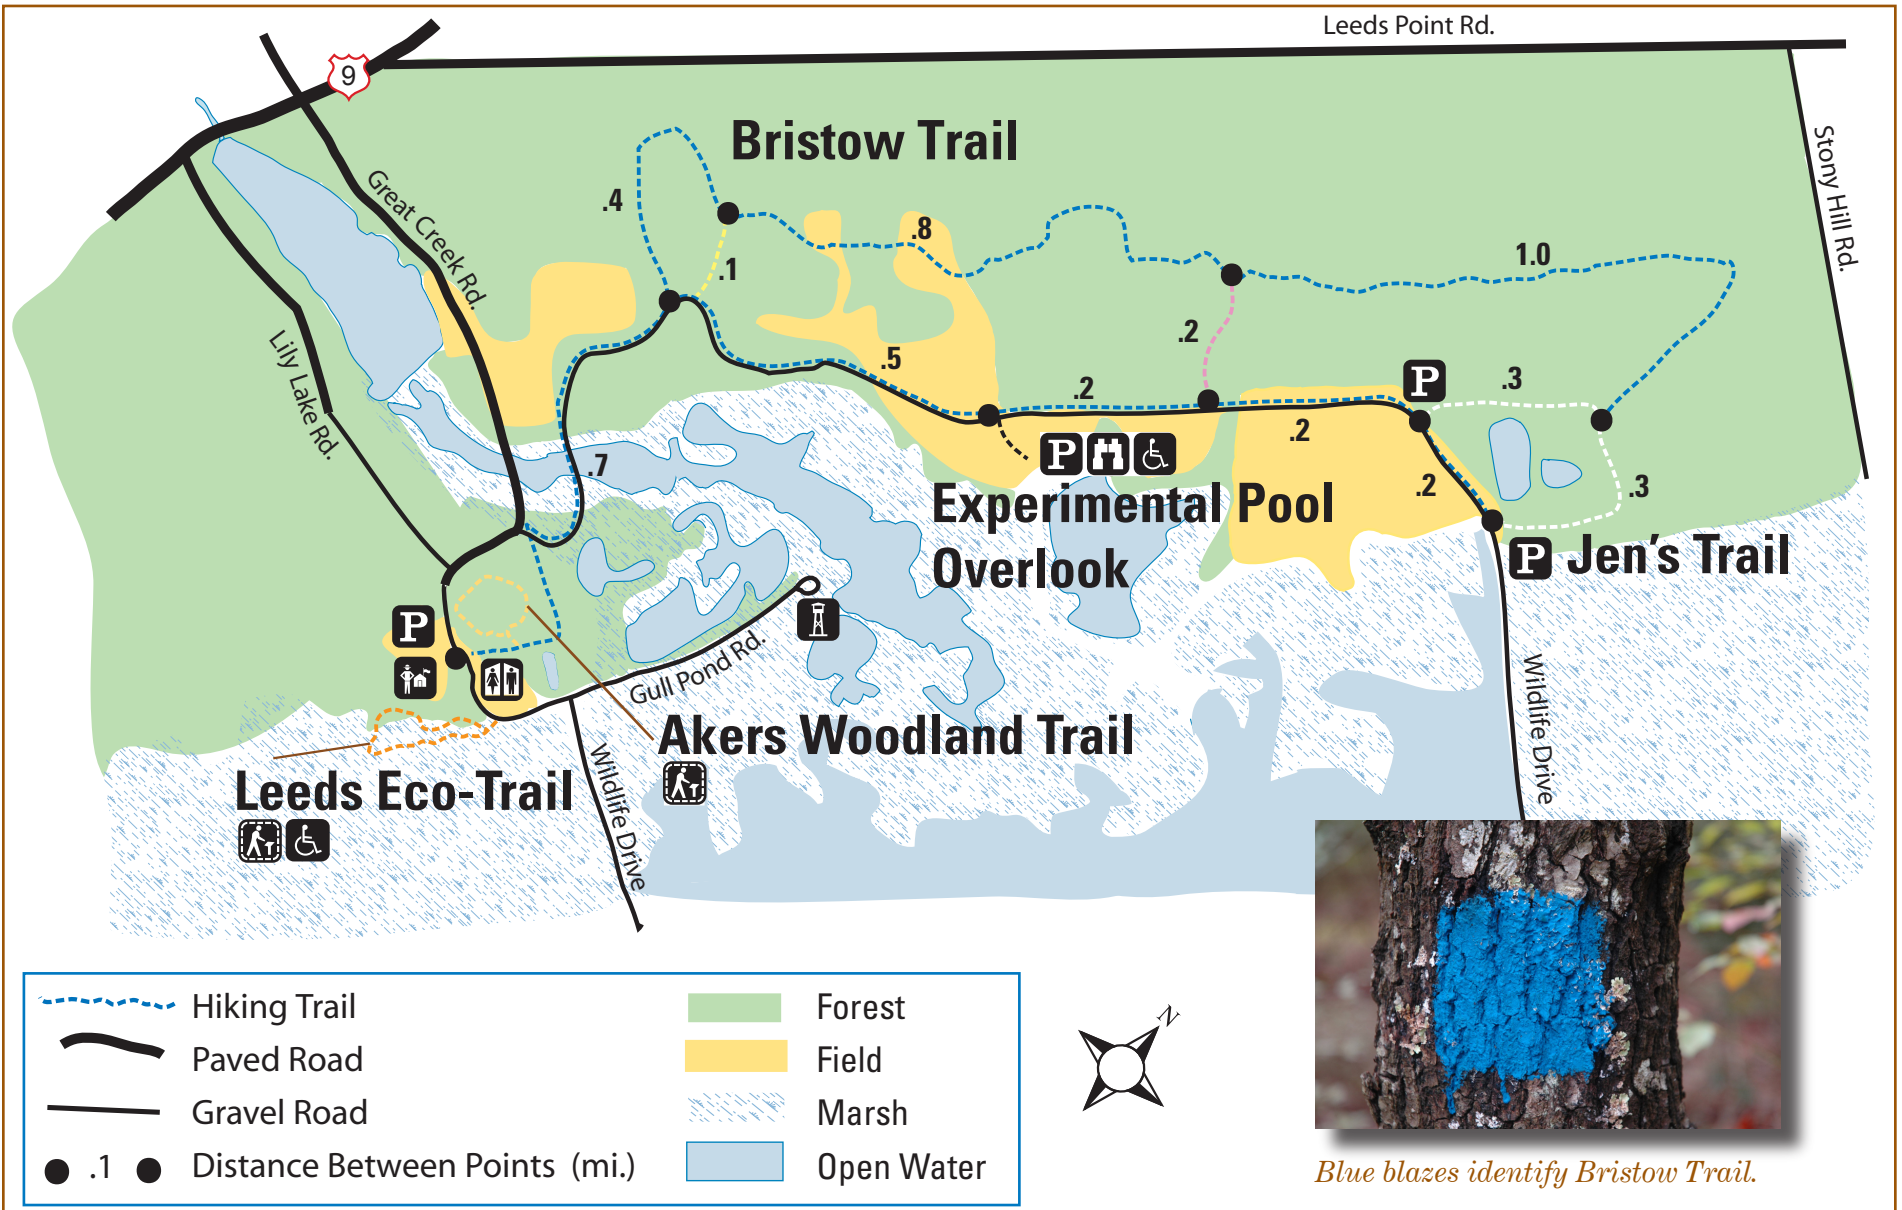 Leeds Point Rd.
9
Bristow Trail
Great Creek Rd.
Stony Hill Rd.
Lily Lake Rd.
.4
.1
.8
1.0
.2
.5
.2
.2
P
.3
.7
.2
.3
P
Experimental Pool
Overlook
P Jen's Trail
P
Gull Pond Rd.
Wildlife Drive
Akers Woodland Trail
Leeds Eco-Trail
Wildlife Drive
Hiking Trail
Paved Road
Gravel Road
.1 Distance Between Points (mi.)
Forest
Field
Marsh
Open Water
N
Blue blazes identify Bristow Trail.